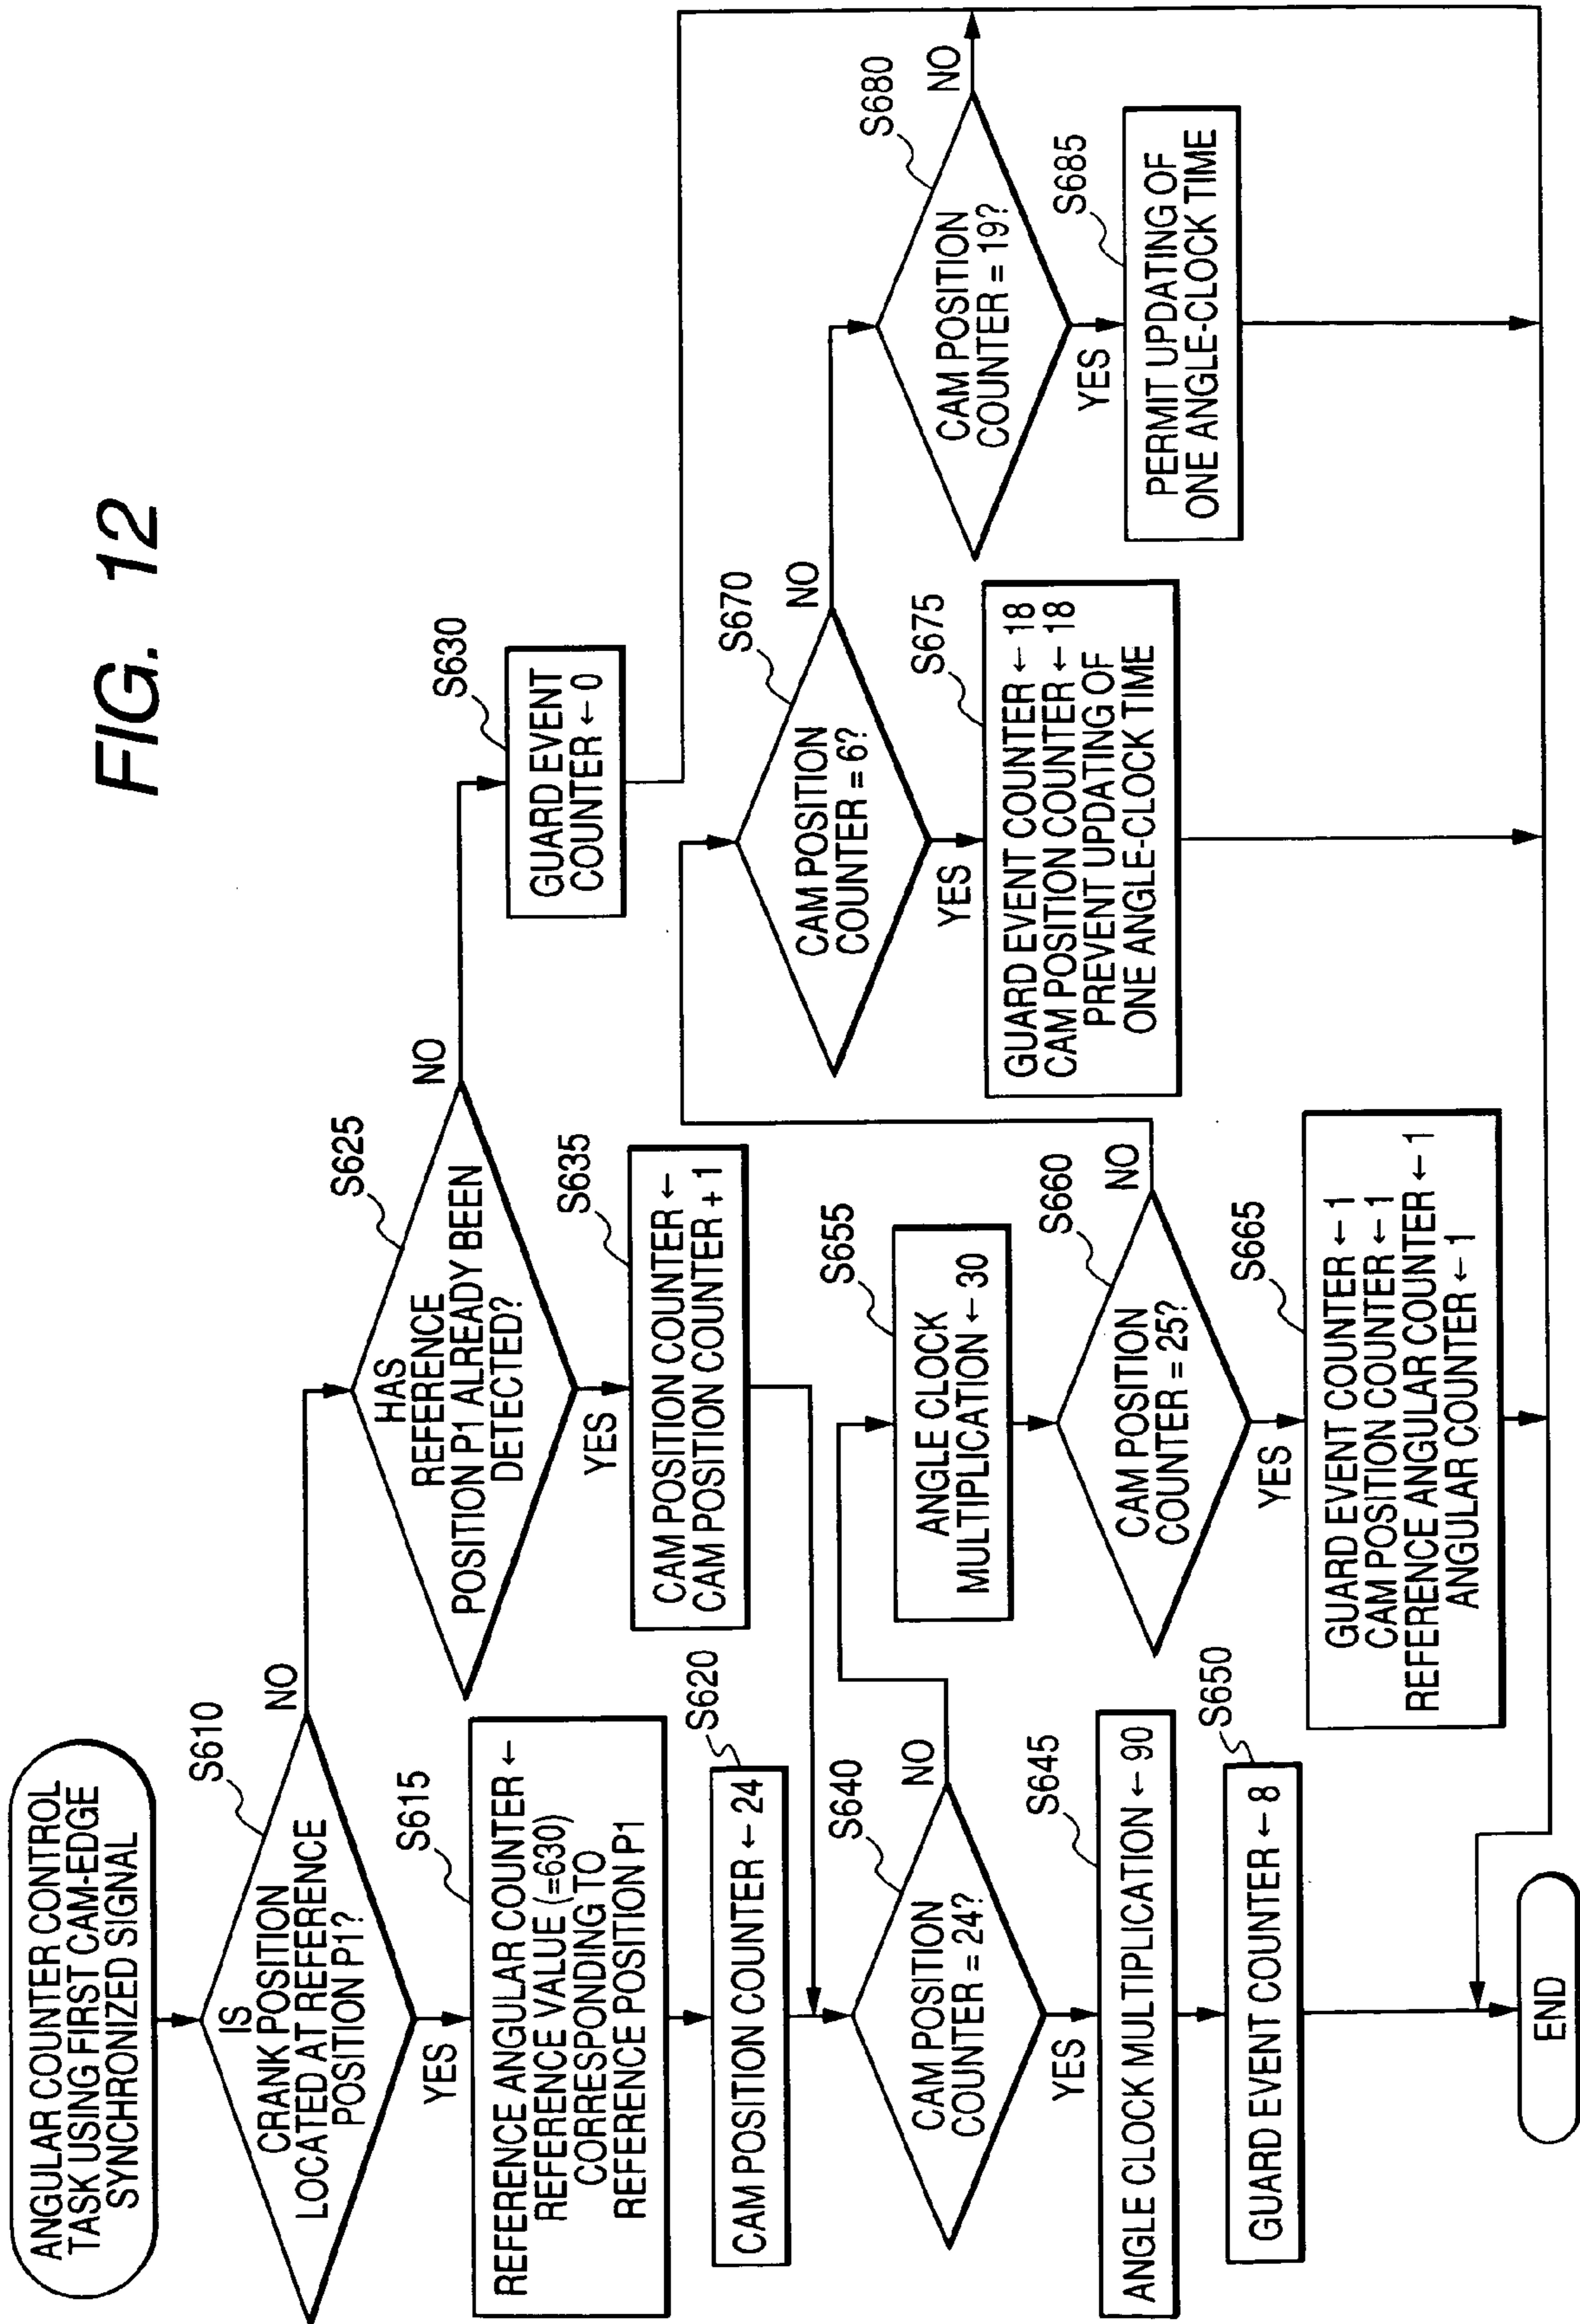 FIG. 12
ANGULAR COUNTER CONTROL
TASK USING FIRST CAM-EDGE
SYNCHRONIZED SIGNAL
S610
IS
CRANK POSITION
LOCATED AT REFERENCE
POSITION P1?
NO
YES
S615
REFERENCE ANGULAR COUNTER ←
REFERENCE VALUE (=630)
CORRESPONDING TO
REFERENCE POSITION P1
S620
CAM POSITION COUNTER ← 24
S625
HAS
REFERENCE
POSITION P1 ALREADY BEEN
DETECTED?
NO
YES
S630
GUARD EVENT
COUNTER ← 0
S635
CAM POSITION COUNTER ←
CAM POSITION COUNTER + 1
S640
CAM POSITION
COUNTER = 24?
NO
YES
S645
ANGLE CLOCK MULTIPLICATION ← 90
S650
GUARD EVENT COUNTER ← 8
S655
ANGLE CLOCK
MULTIPLICATION ← 30
S660
CAM POSITION
COUNTER = 25?
NO
YES
S665
GUARD EVENT COUNTER ← 1
CAM POSITION COUNTER ← 1
REFERENCE ANGULAR COUNTER ← 1
ANGULAR COUNTER ← 1
S670
CAM POSITION
COUNTER = 6?
NO
YES
S675
GUARD EVENT COUNTER ← 18
CAM POSITION COUNTER ← 18
PREVENT UPDATING OF
ONE ANGLE-CLOCK TIME
S680
CAM POSITION
COUNTER = 19?
NO
YES
S685
PERMIT UPDATING OF
ONE ANGLE-CLOCK TIME
END